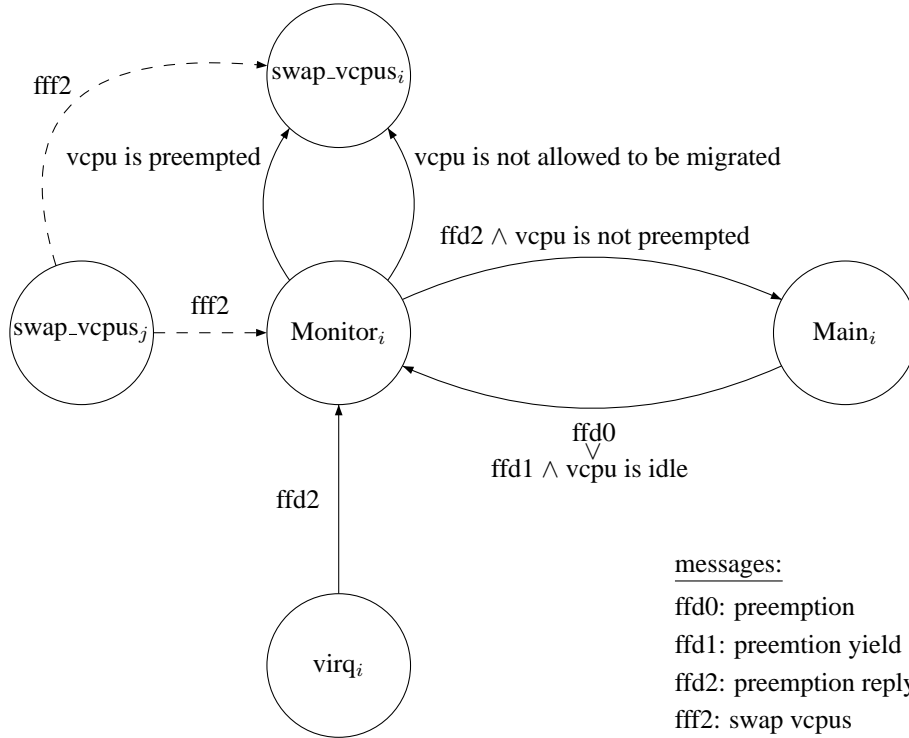 swap_vcpus_i
fff2
vcpu is preempted
vcpu is not allowed to be migrated
ffd2 ∧ vcpu is not preempted
swap_vcpus_j
fff2
Monitor_i
Main_i
ffd0
∨
ffd1 ∧ vcpu is idle
ffd2
virq_i
messages:
ffd0: preemption
ffd1: preemtion yield
ffd2: preemption reply
fff2: swap vcpus